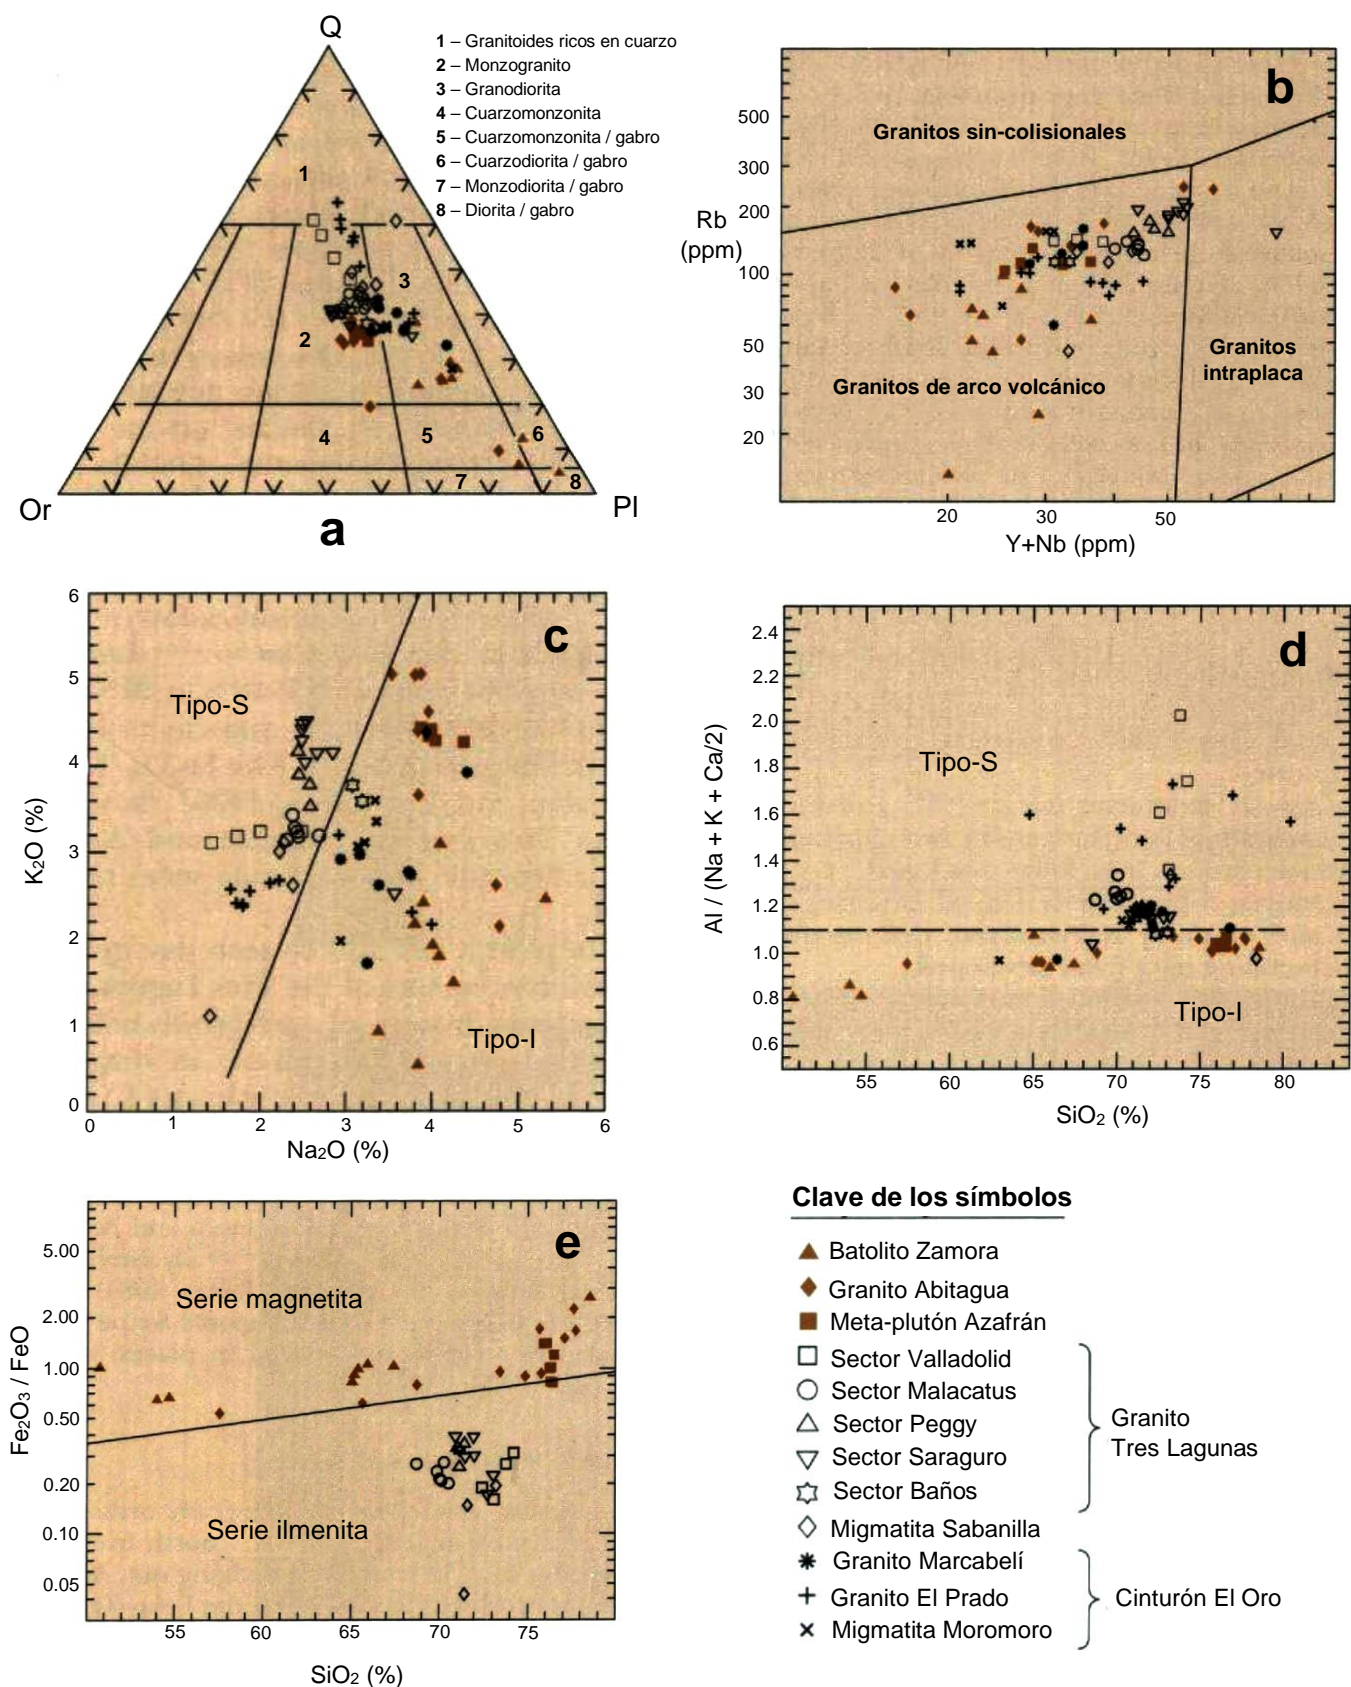 Q
1 – Granitoides ricos en cuarzo
2 – Monzogranito
3 – Granodiorita
4 – Cuarzomonzonita
5 – Cuarzomonzonita / gabro
6 – Cuarzodiorita / gabro
7 – Monzodiorita / gabro
8 – Diorita / gabro
1
2
3
4
5
6
7
8
Or
Pl
a
b
Granitos sin-colisionales
Granitos de arco volcánico
Granitos
intraplaca
Rb
(ppm)
500
300
200
100
50
30
20
20
30
50
Y+Nb (ppm)
c
Tipo-S
Tipo-I
K2O (%)
6
5
4
3
2
1
0
0
1
2
3
4
5
6
Na2O (%)
d
Tipo-S
Tipo-I
Al / (Na + K + Ca/2)
2.4
2.2
2.0
1.8
1.6
1.4
1.2
1.0
0.8
0.6
55
60
65
70
75
80
SiO2 (%)
e
Serie magnetita
Serie ilmenita
Fe2O3 / FeO
5.00
2.00
1.00
0.50
0.20
0.10
0.05
55
60
65
70
75
SiO2 (%)
Clave de los símbolos
Batolito Zamora
Granito Abitagua
Meta-plutón Azafrán
Sector Valladolid
Sector Malacatus
Sector Peggy
Sector Saraguro
Sector Baños
Granito
Tres Lagunas
Migmatita Sabanilla
Granito Marcabelí
Granito El Prado
Migmatita Moromoro
Cinturón El Oro